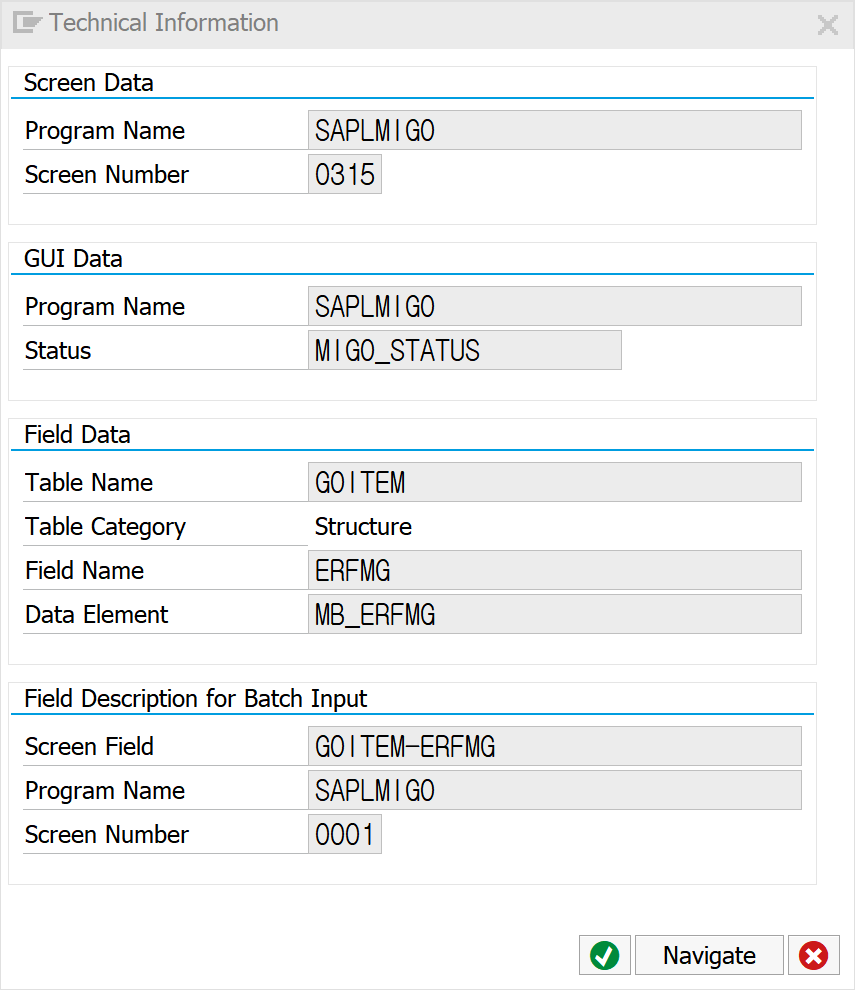 Technical Information
Screen Data
Program Name SAPLMIGO
Screen Number 0315
GUI Data
Program Name SAPLMIGO
Status MIGO_STATUS
Field Data
Table Name GOITEM
Table Category Structure
Field Name ERFMG
Data Element MB_ERFMG
Field Description for Batch Input
Screen Field GOITEM-ERFMG
Program Name SAPLMIGO
Screen Number 0001
Navigate